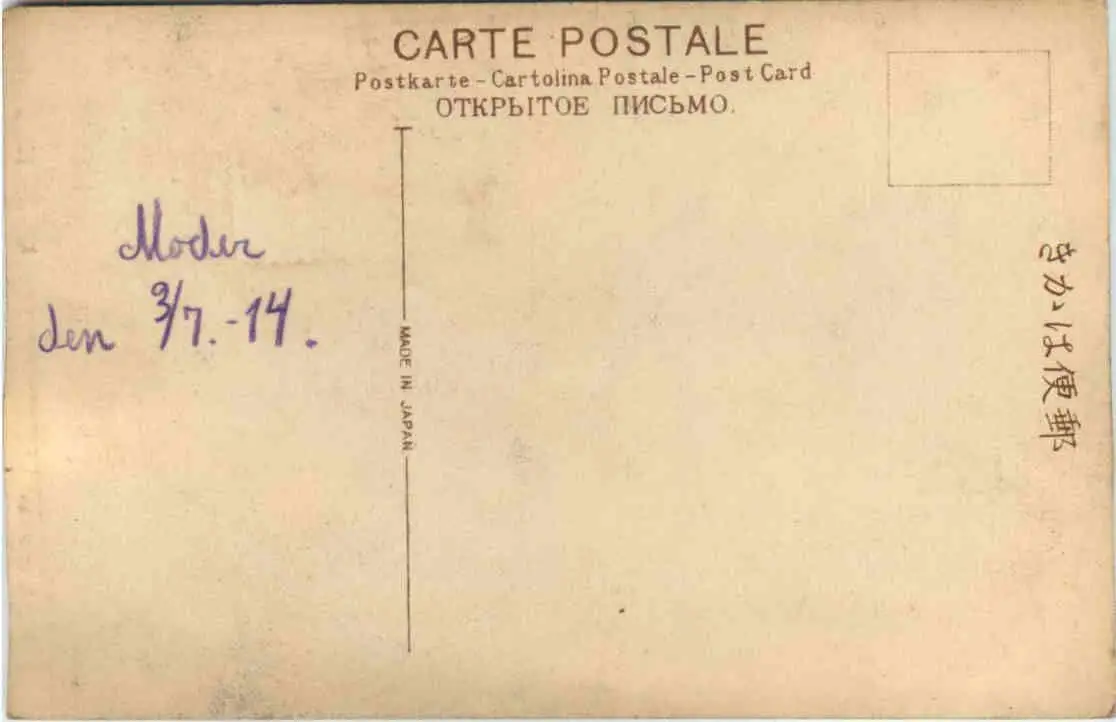 CARTE POSTALE
Postkarte - Cartolina Postale - Post Card
ОТКРЫТОЕ ПИСЬМО.
Moder
den 3/7. - 14.
MADE IN JAPAN
きかゝは便郵